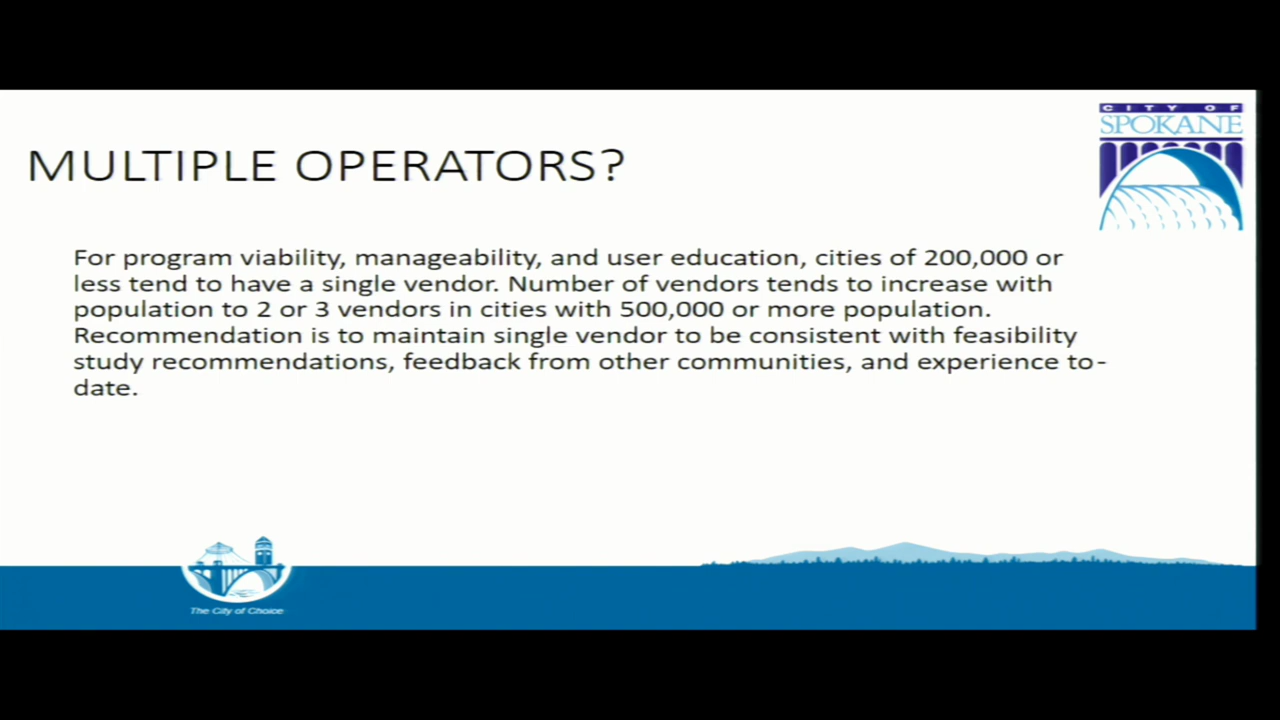 CITY OF
SPOKANE
MULTIPLE OPERATORS?
For program viability, manageability, and user education, cities of 200,000 or
less tend to have a single vendor. Number of vendors tends to increase with
population to 2 or 3 vendors in cities with 500,000 or more population.
Recommendation is to maintain single vendor to be consistent with feasibility
study recommendations, feedback from other communities, and experience to-
date.
The City of Choice